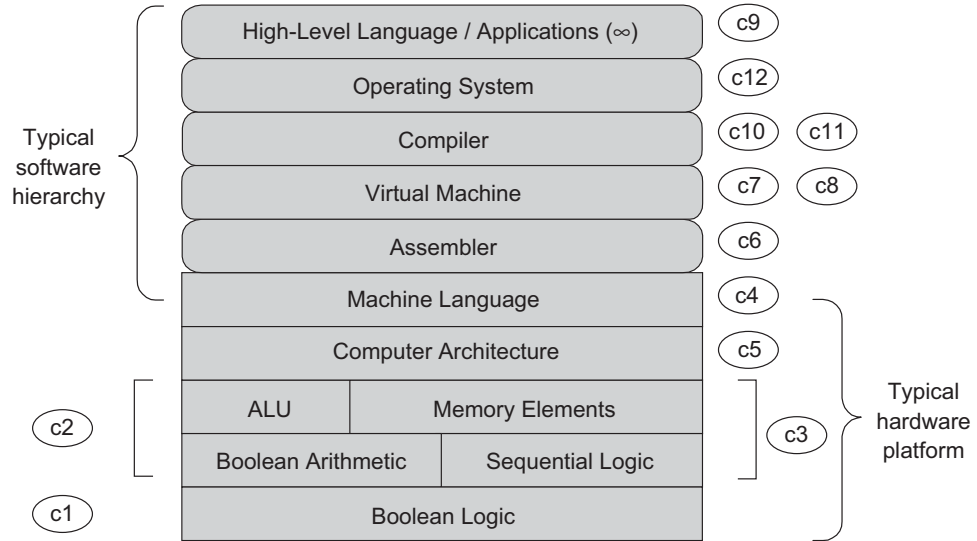 High-Level Language / Applications (∞)
c9
Operating System
c12
Compiler
c10
c11
Typical
software
hierarchy
Virtual Machine
c7
c8
Assembler
c6
Machine Language
c4
Computer Architecture
c5
ALU
Memory Elements
c2
c3
Typical
hardware
platform
Boolean Arithmetic
Sequential Logic
c1
Boolean Logic